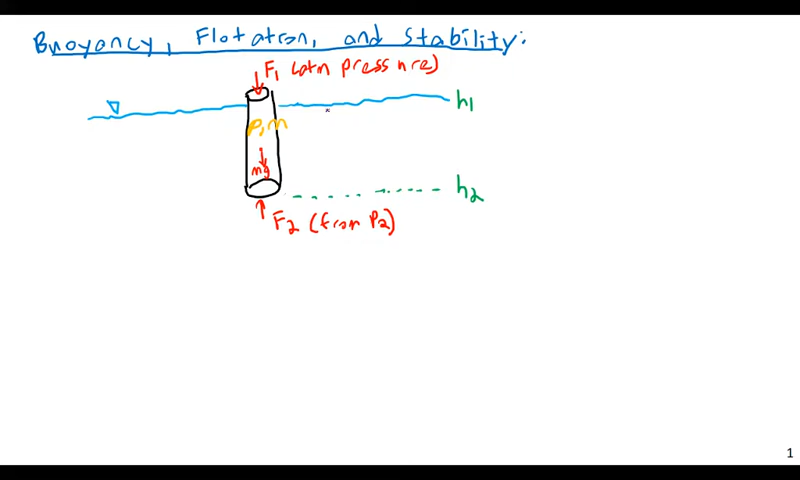 Buoyancy, Flotation, and Stability:
F1 (atm pressure)
h1
ρ, m
mg
h2
F2 (from P2)
1